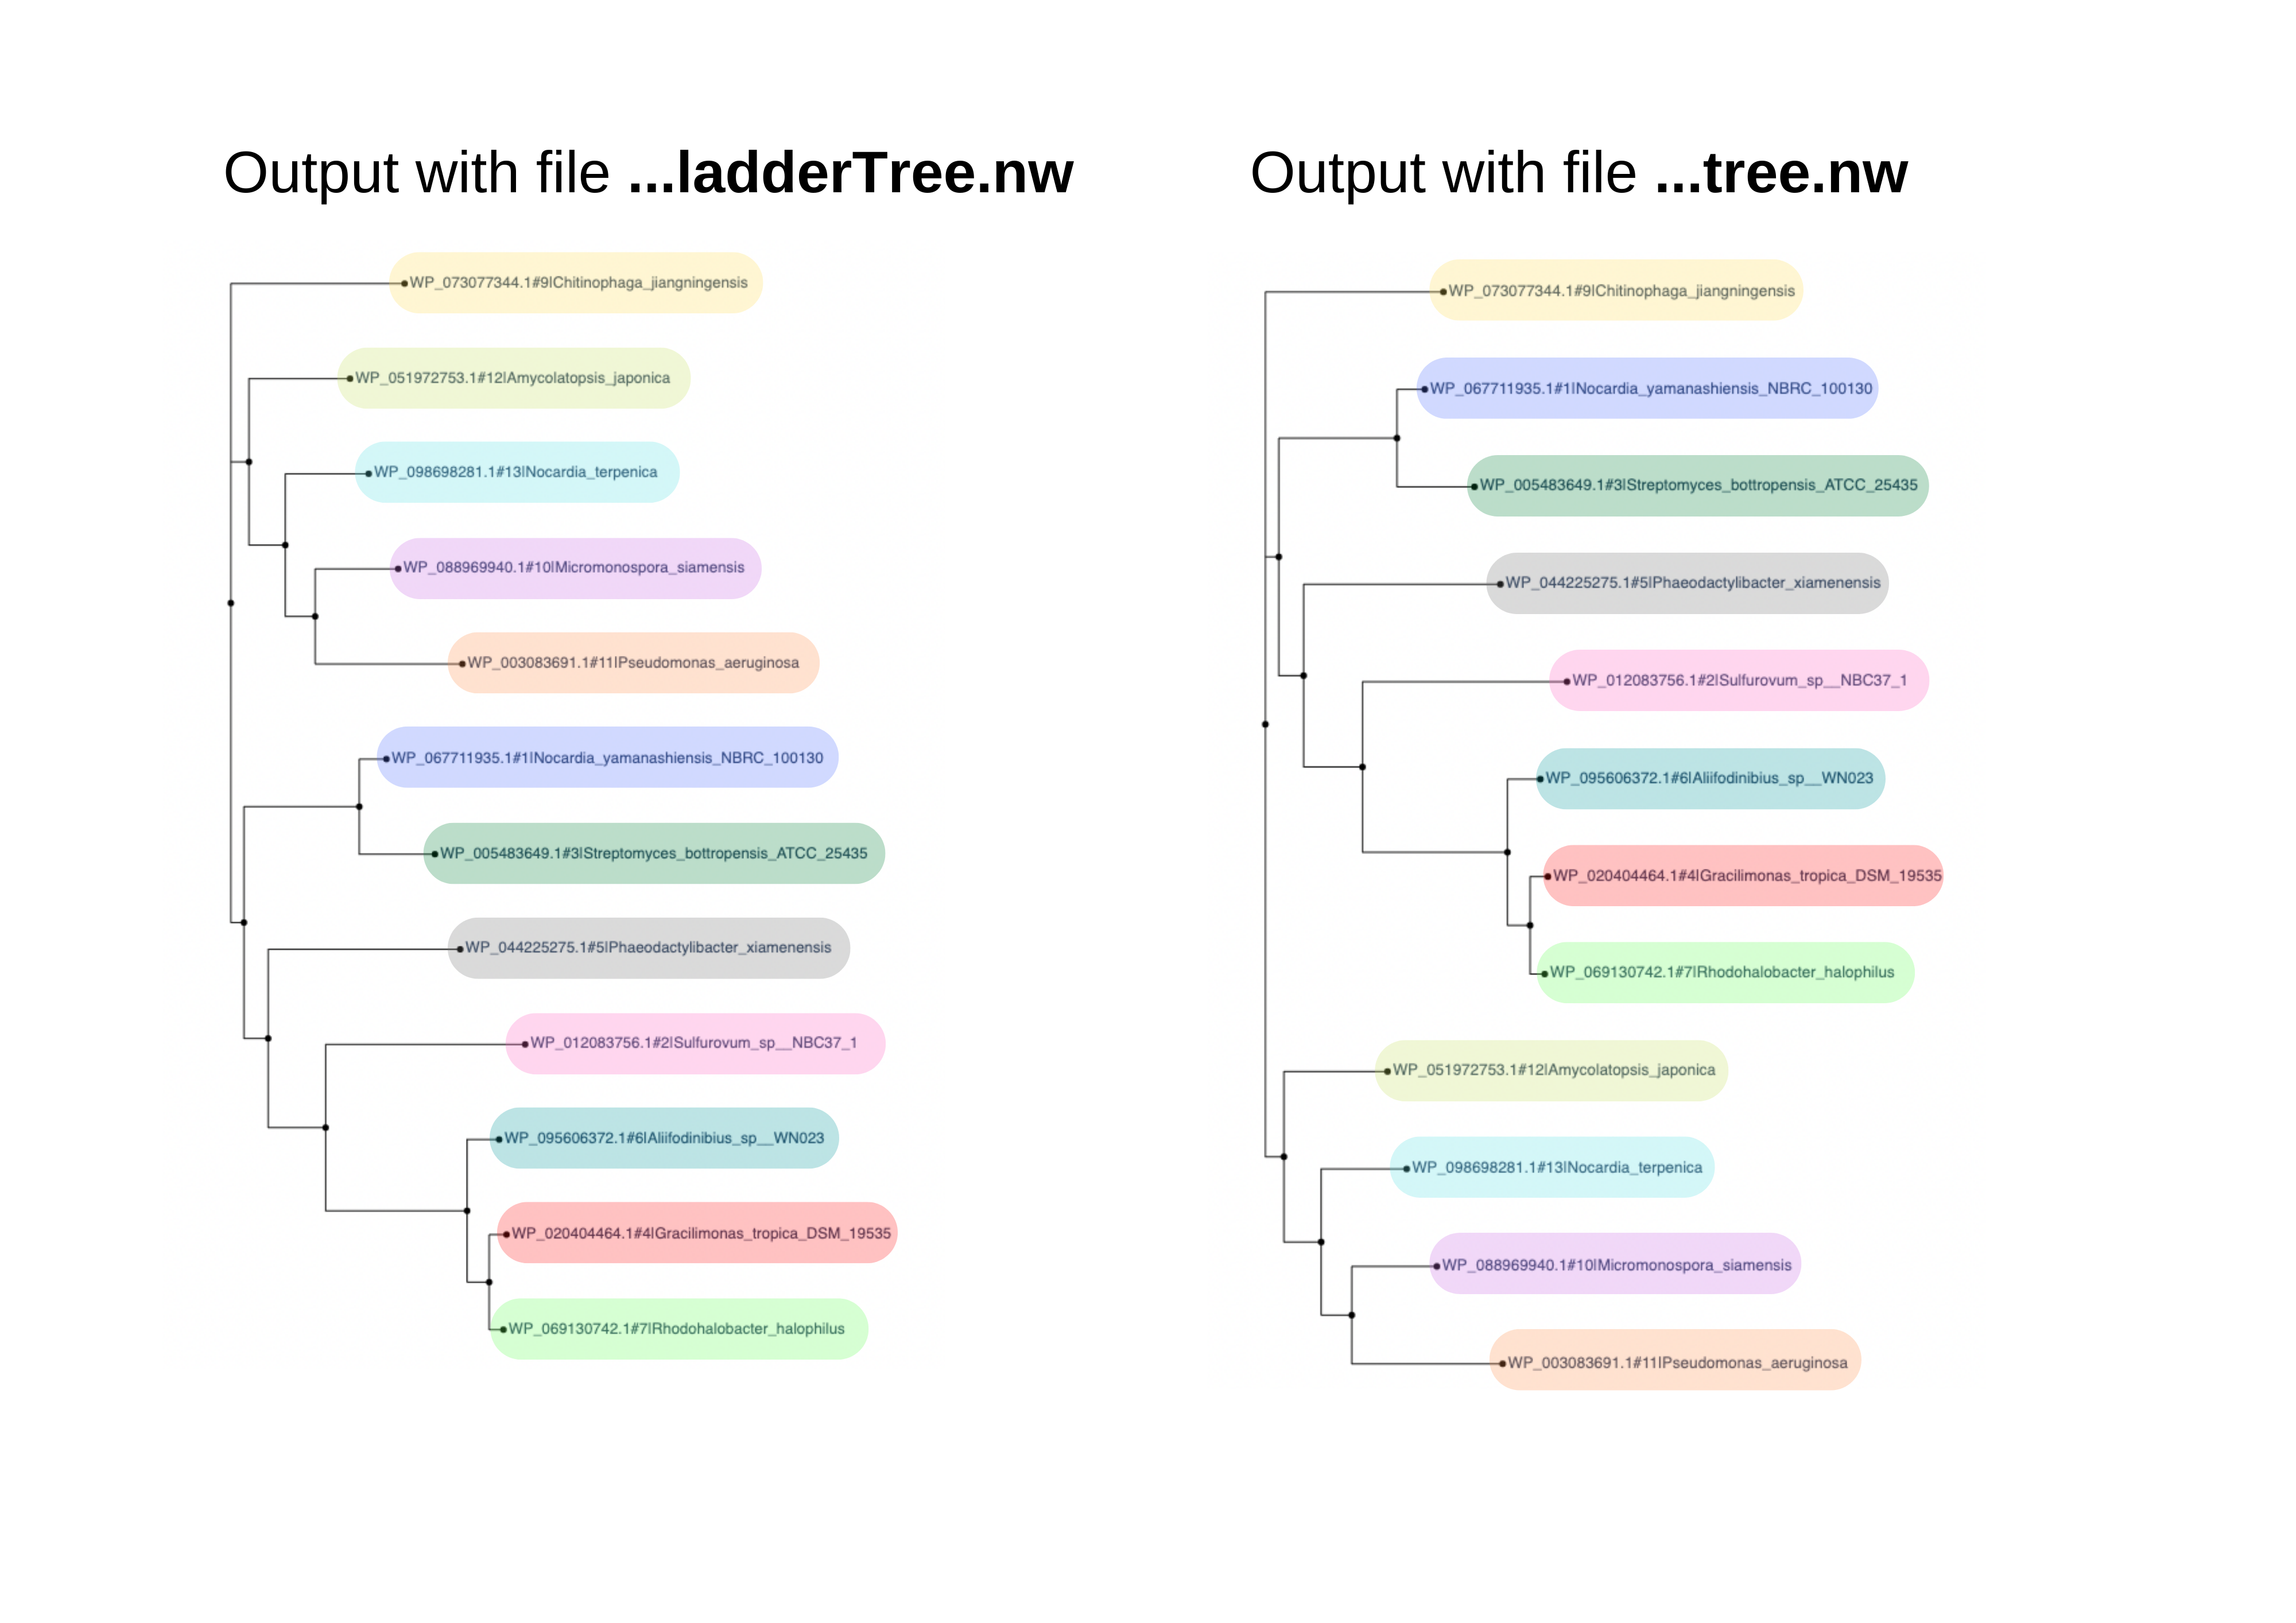 Output with file ...ladderTree.nw
WP_073077344.1#9|Chitinophaga_jiangningensis
WP_051972753.1#12|Amycolatopsis_japonica
WP_098698281.1#13|Nocardia_terpenica
WP_088969940.1#10|Micromonospora_siamensis
WP_003083691.1#11|Pseudomonas_aeruginosa
WP_067711935.1#1|Nocardia_yamanashiensis_NBRC_100130
WP_005483649.1#3|Streptomyces_bottropensis_ATCC_25435
WP_044225275.1#5|Phaeodactylibacter_xiamenensis
WP_012083756.1#2|Sulfurovum_sp__NBC37_1
WP_095606372.1#6|Aliifodinibius_sp__WN023
WP_020404464.1#4|Gracilimonas_tropica_DSM_19535
WP_069130742.1#7|Rhodohalobacter_halophilus
Output with file ...tree.nw
WP_073077344.1#9|Chitinophaga_jiangningensis
WP_067711935.1#1|Nocardia_yamanashiensis_NBRC_100130
WP_005483649.1#3|Streptomyces_bottropensis_ATCC_25435
WP_044225275.1#5|Phaeodactylibacter_xiamenensis
WP_012083756.1#2|Sulfurovum_sp__NBC37_1
WP_095606372.1#6|Aliifodinibius_sp__WN023
WP_020404464.1#4|Gracilimonas_tropica_DSM_19535
WP_069130742.1#7|Rhodohalobacter_halophilus
WP_051972753.1#12|Amycolatopsis_japonica
WP_098698281.1#13|Nocardia_terpenica
WP_088969940.1#10|Micromonospora_siamensis
WP_003083691.1#11|Pseudomonas_aeruginosa